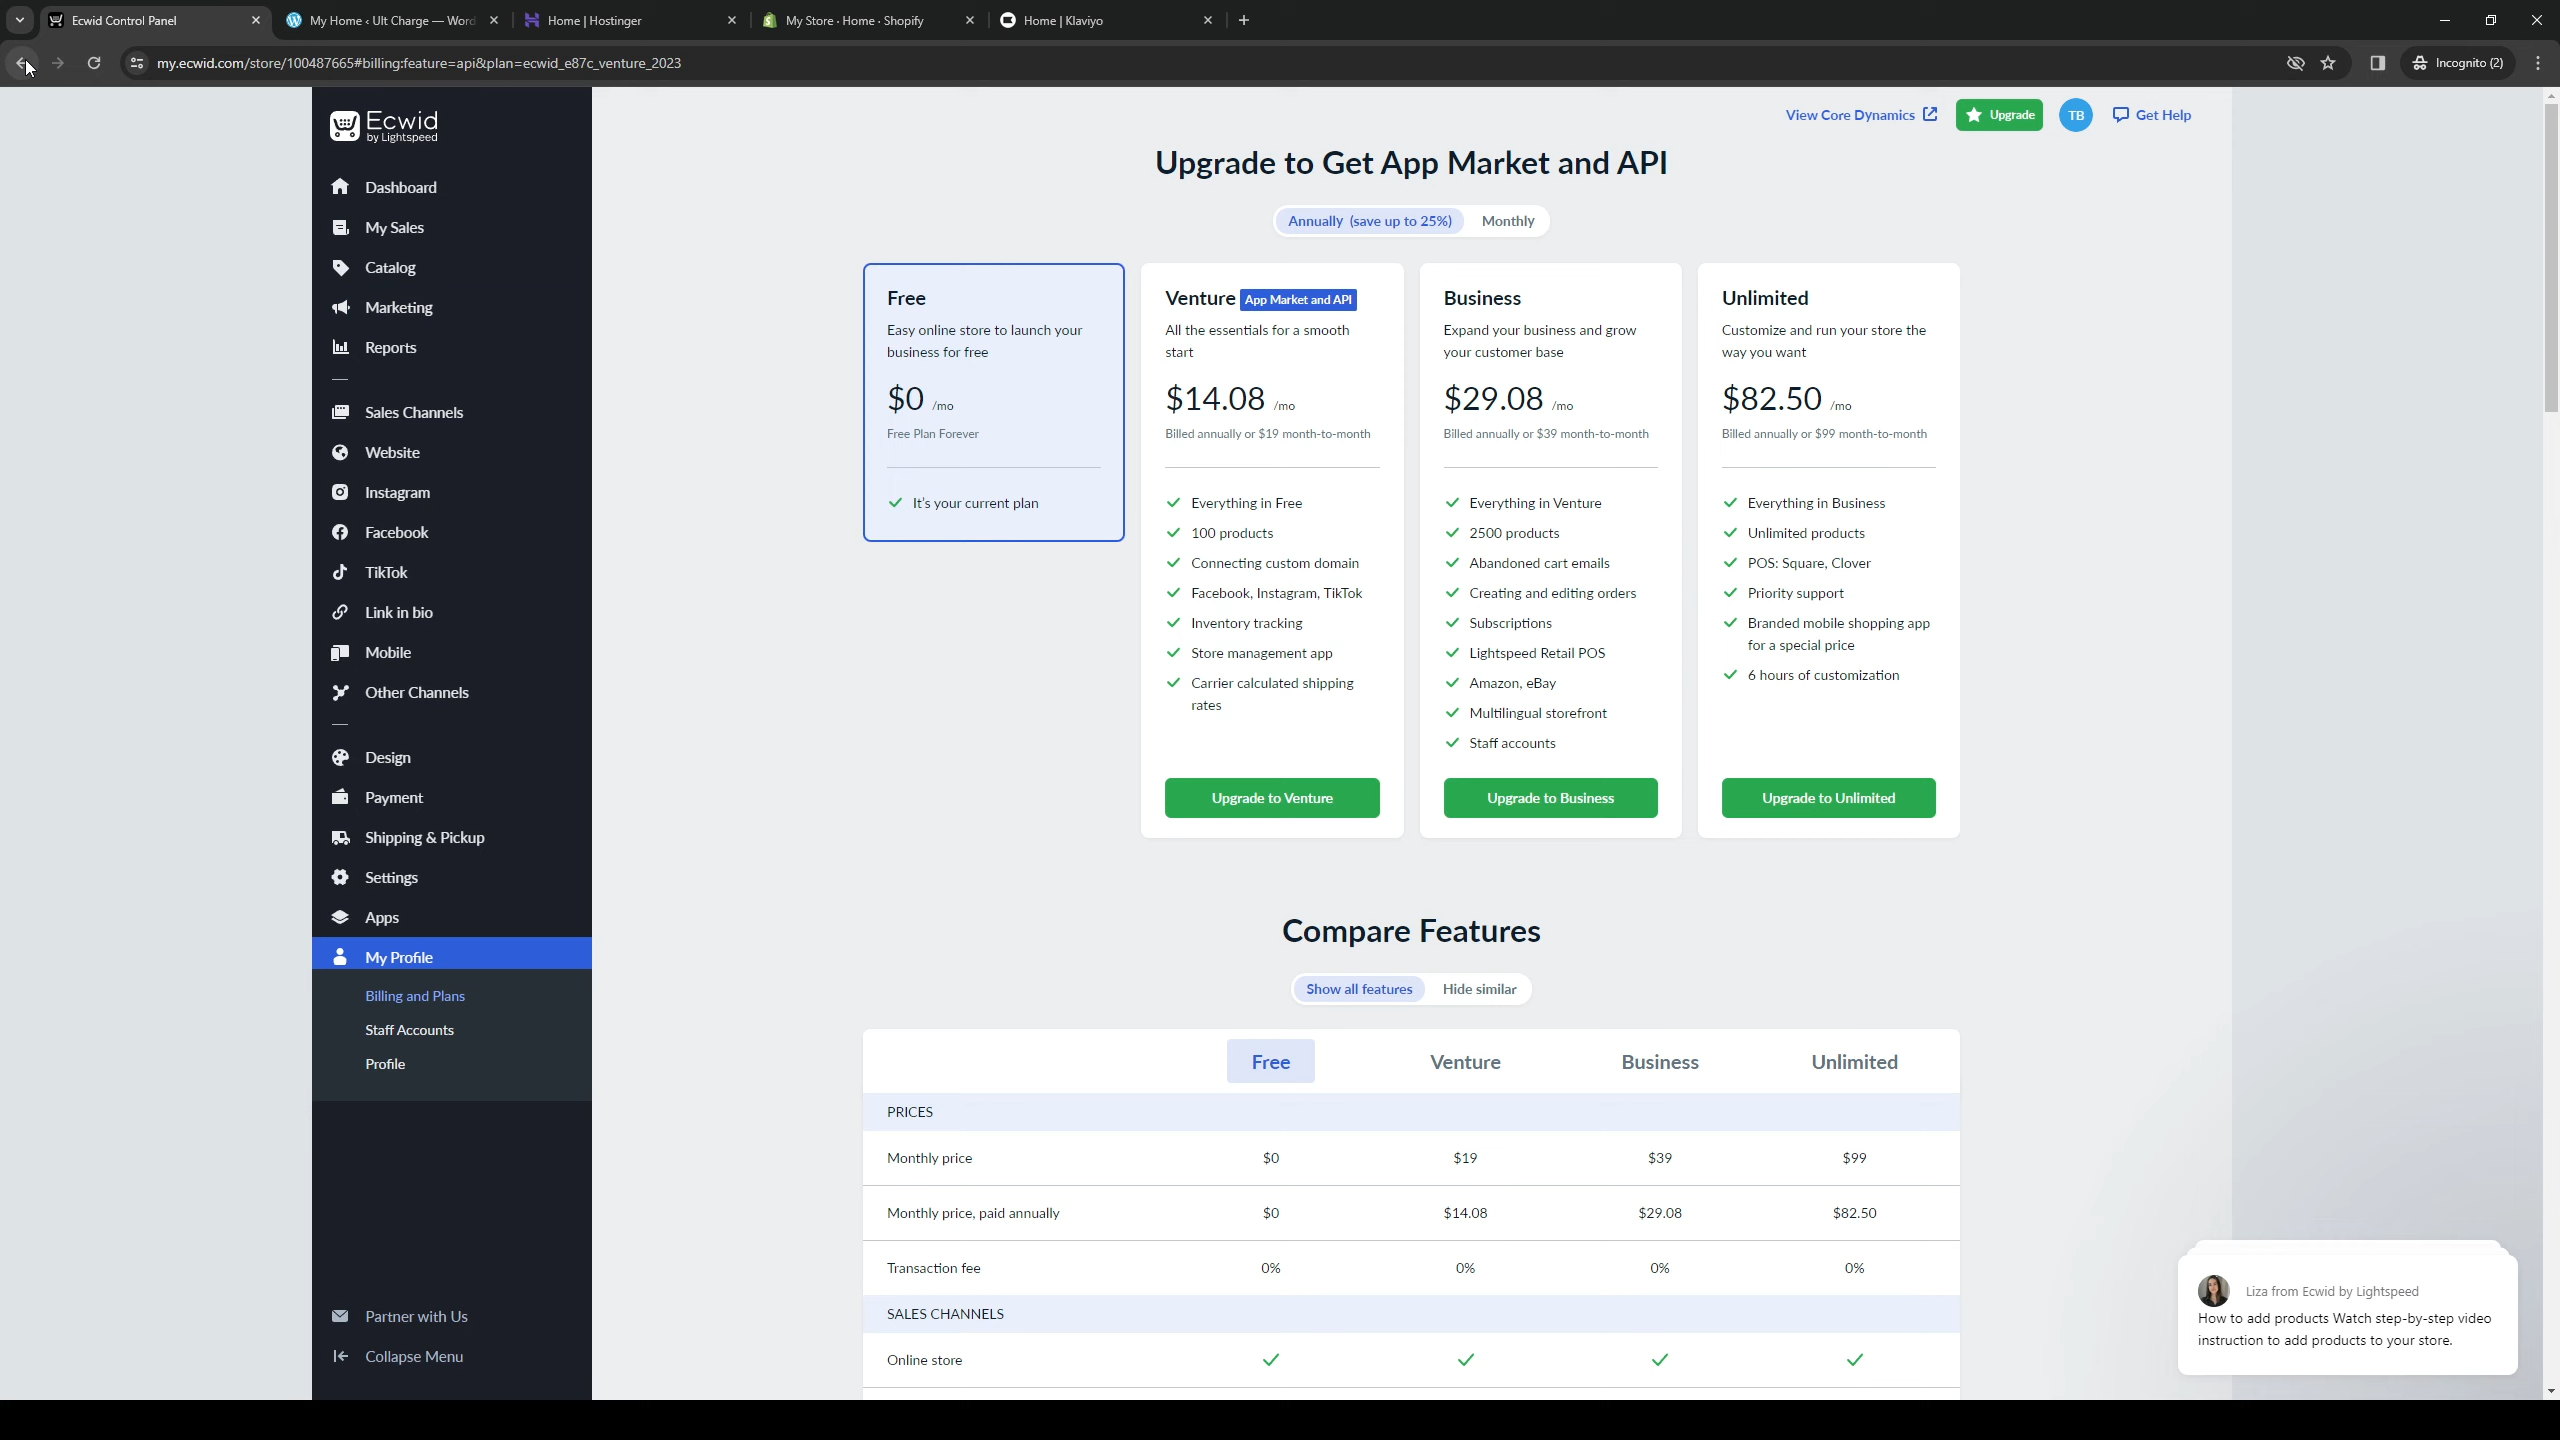 Ecwid Control Panel
My Home ‹ Ult Charge — Word
Home | Hostinger
My Store · Home · Shopify
Home | Klaviyo
my.ecwid.com/store/100487665#billing:feature=api&plan=ecwid_e87c_venture_2023
Incognito (2)
Ecwid
by Lightspeed
Dashboard
My Sales
Catalog
Marketing
Reports
Sales Channels
Website
Instagram
Facebook
TikTok
Link in bio
Mobile
Other Channels
Design
Payment
Shipping & Pickup
Settings
Apps
My Profile
Billing and Plans
Staff Accounts
Profile
Partner with Us
Collapse Menu
View Core Dynamics
Upgrade
TB
Get Help
Upgrade to Get App Market and API
Annually (save up to 25%)
Monthly
Free
Easy online store to launch your
business for free
$0 /mo
Free Plan Forever
It's your current plan
Venture App Market and API
All the essentials for a smooth
start
$14.08 /mo
Billed annually or $19 month-to-month
Everything in Free
100 products
Connecting custom domain
Facebook, Instagram, TikTok
Inventory tracking
Store management app
Carrier calculated shipping
rates
Upgrade to Venture
Business
Expand your business and grow
your customer base
$29.08 /mo
Billed annually or $39 month-to-month
Everything in Venture
2500 products
Abandoned cart emails
Creating and editing orders
Subscriptions
Lightspeed Retail POS
Amazon, eBay
Multilingual storefront
Staff accounts
Upgrade to Business
Unlimited
Customize and run your store the
way you want
$82.50 /mo
Billed annually or $99 month-to-month
Everything in Business
Unlimited products
POS: Square, Clover
Priority support
Branded mobile shopping app
for a special price
6 hours of customization
Upgrade to Unlimited
Compare Features
Show all features
Hide similar
Free Venture Business Unlimited
PRICES
Monthly price $0 $19 $39 $99
Monthly price, paid annually $0 $14.08 $29.08 $82.50
Transaction fee 0% 0% 0% 0%
SALES CHANNELS
Online store
Liza from Ecwid by Lightspeed
How to add products Watch step-by-step video
instruction to add products to your store.